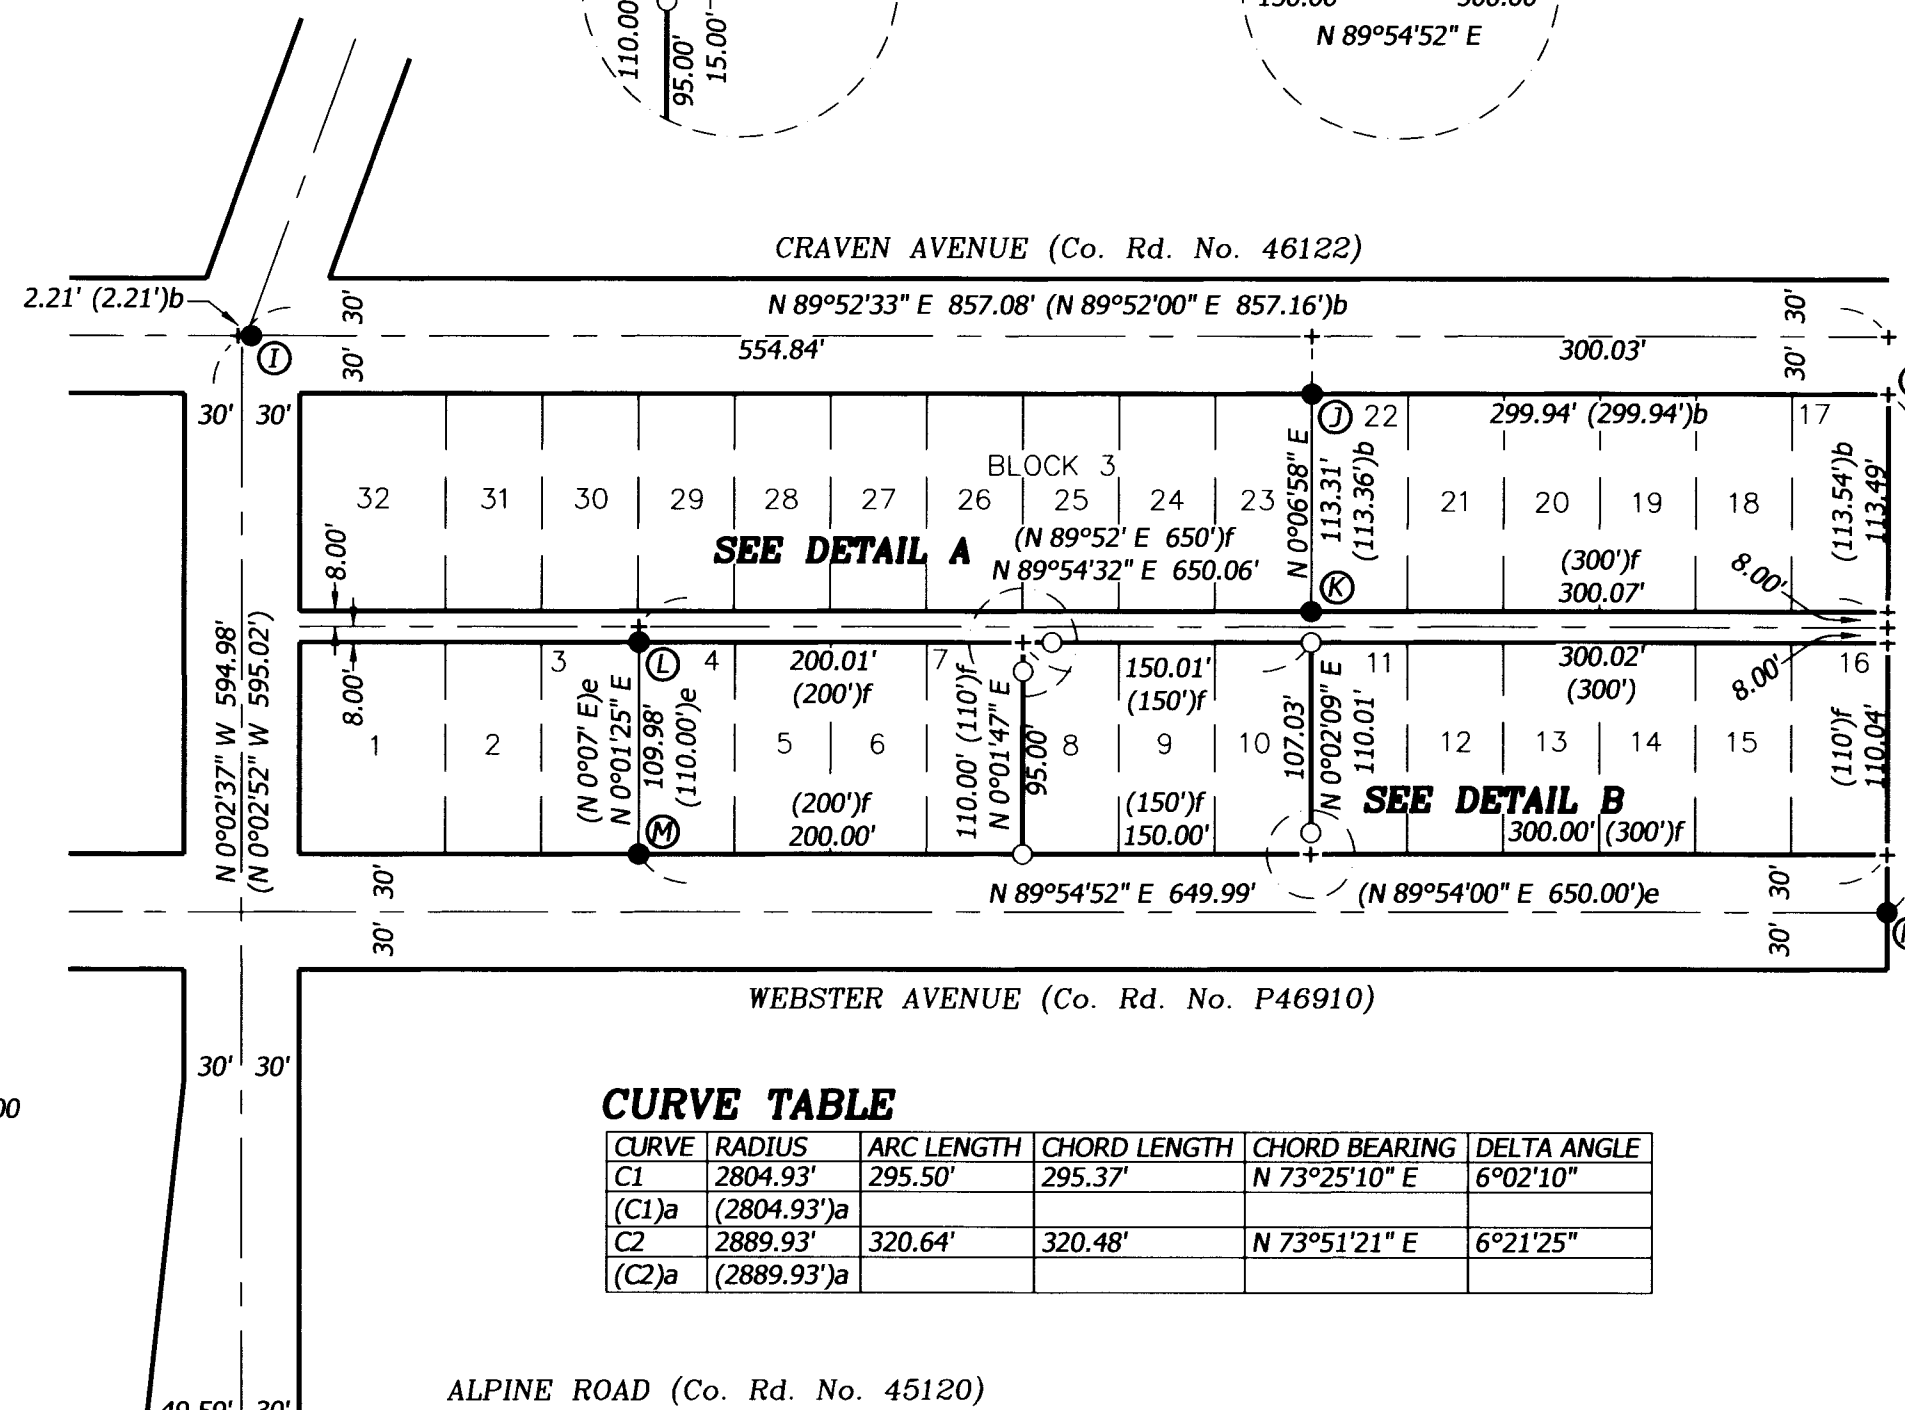 110.00'
95.00'
15.00'
N 89°54'52" E
CRAVEN AVENUE (Co. Rd. No. 46122)
2.21' (2.21')b
30'
N 89°52'33" E 857.08' (N 89°52'00" E 857.16')b
30'
I
30'
554.84'
300.03'
30'
30' 30'
J
22
299.94' (299.94')b
17
BLOCK 3
32
31
30
29
28
27
26
25
24
23
21
20
19
18
N 0°06'58" E
113.31'
(113.36')b
(113.54')b
113.49'
SEE DETAIL A
(N 89°52' E 650')f
N 89°54'32" E 650.06'
(300')f
300.07'
8.00'
8.00'
K
8.00'
8.00'
N 0°02'37" W 594.98'
(N 0°02'52" W 595.02')
3
L
4
200.01'
(200')f
7
150.01'
(150')f
11
300.02'
(300')
16
(N 0°07' E)e
N 0°01'25" E
109.98'
(110.00')e
110.00' (110')f
N 0°01'47" E
95.00'
107.03'
N 0°02'09" E
110.01'
(110')f
110.04'
1
2
5
6
8
9
10
12
13
14
15
SEE DETAIL B
M
(200')f
200.00'
(150')f
150.00'
300.00' (300')f
30'
N 89°54'52" E 649.99'
(N 89°54'00" E 650.00')e
30'
30'
30'
WEBSTER AVENUE (Co. Rd. No. P46910)
30' 30'
00
CURVE TABLE
CURVE RADIUS ARC LENGTH CHORD LENGTH CHORD BEARING DELTA ANGLE
C1 2804.93' 295.50' 295.37' N 73°25'10" E 6°02'10"
(C1)a (2804.93')a
C2 2889.93' 320.64' 320.48' N 73°51'21" E 6°21'25"
(C2)a (2889.93')a
ALPINE ROAD (Co. Rd. No. 45120)
30'